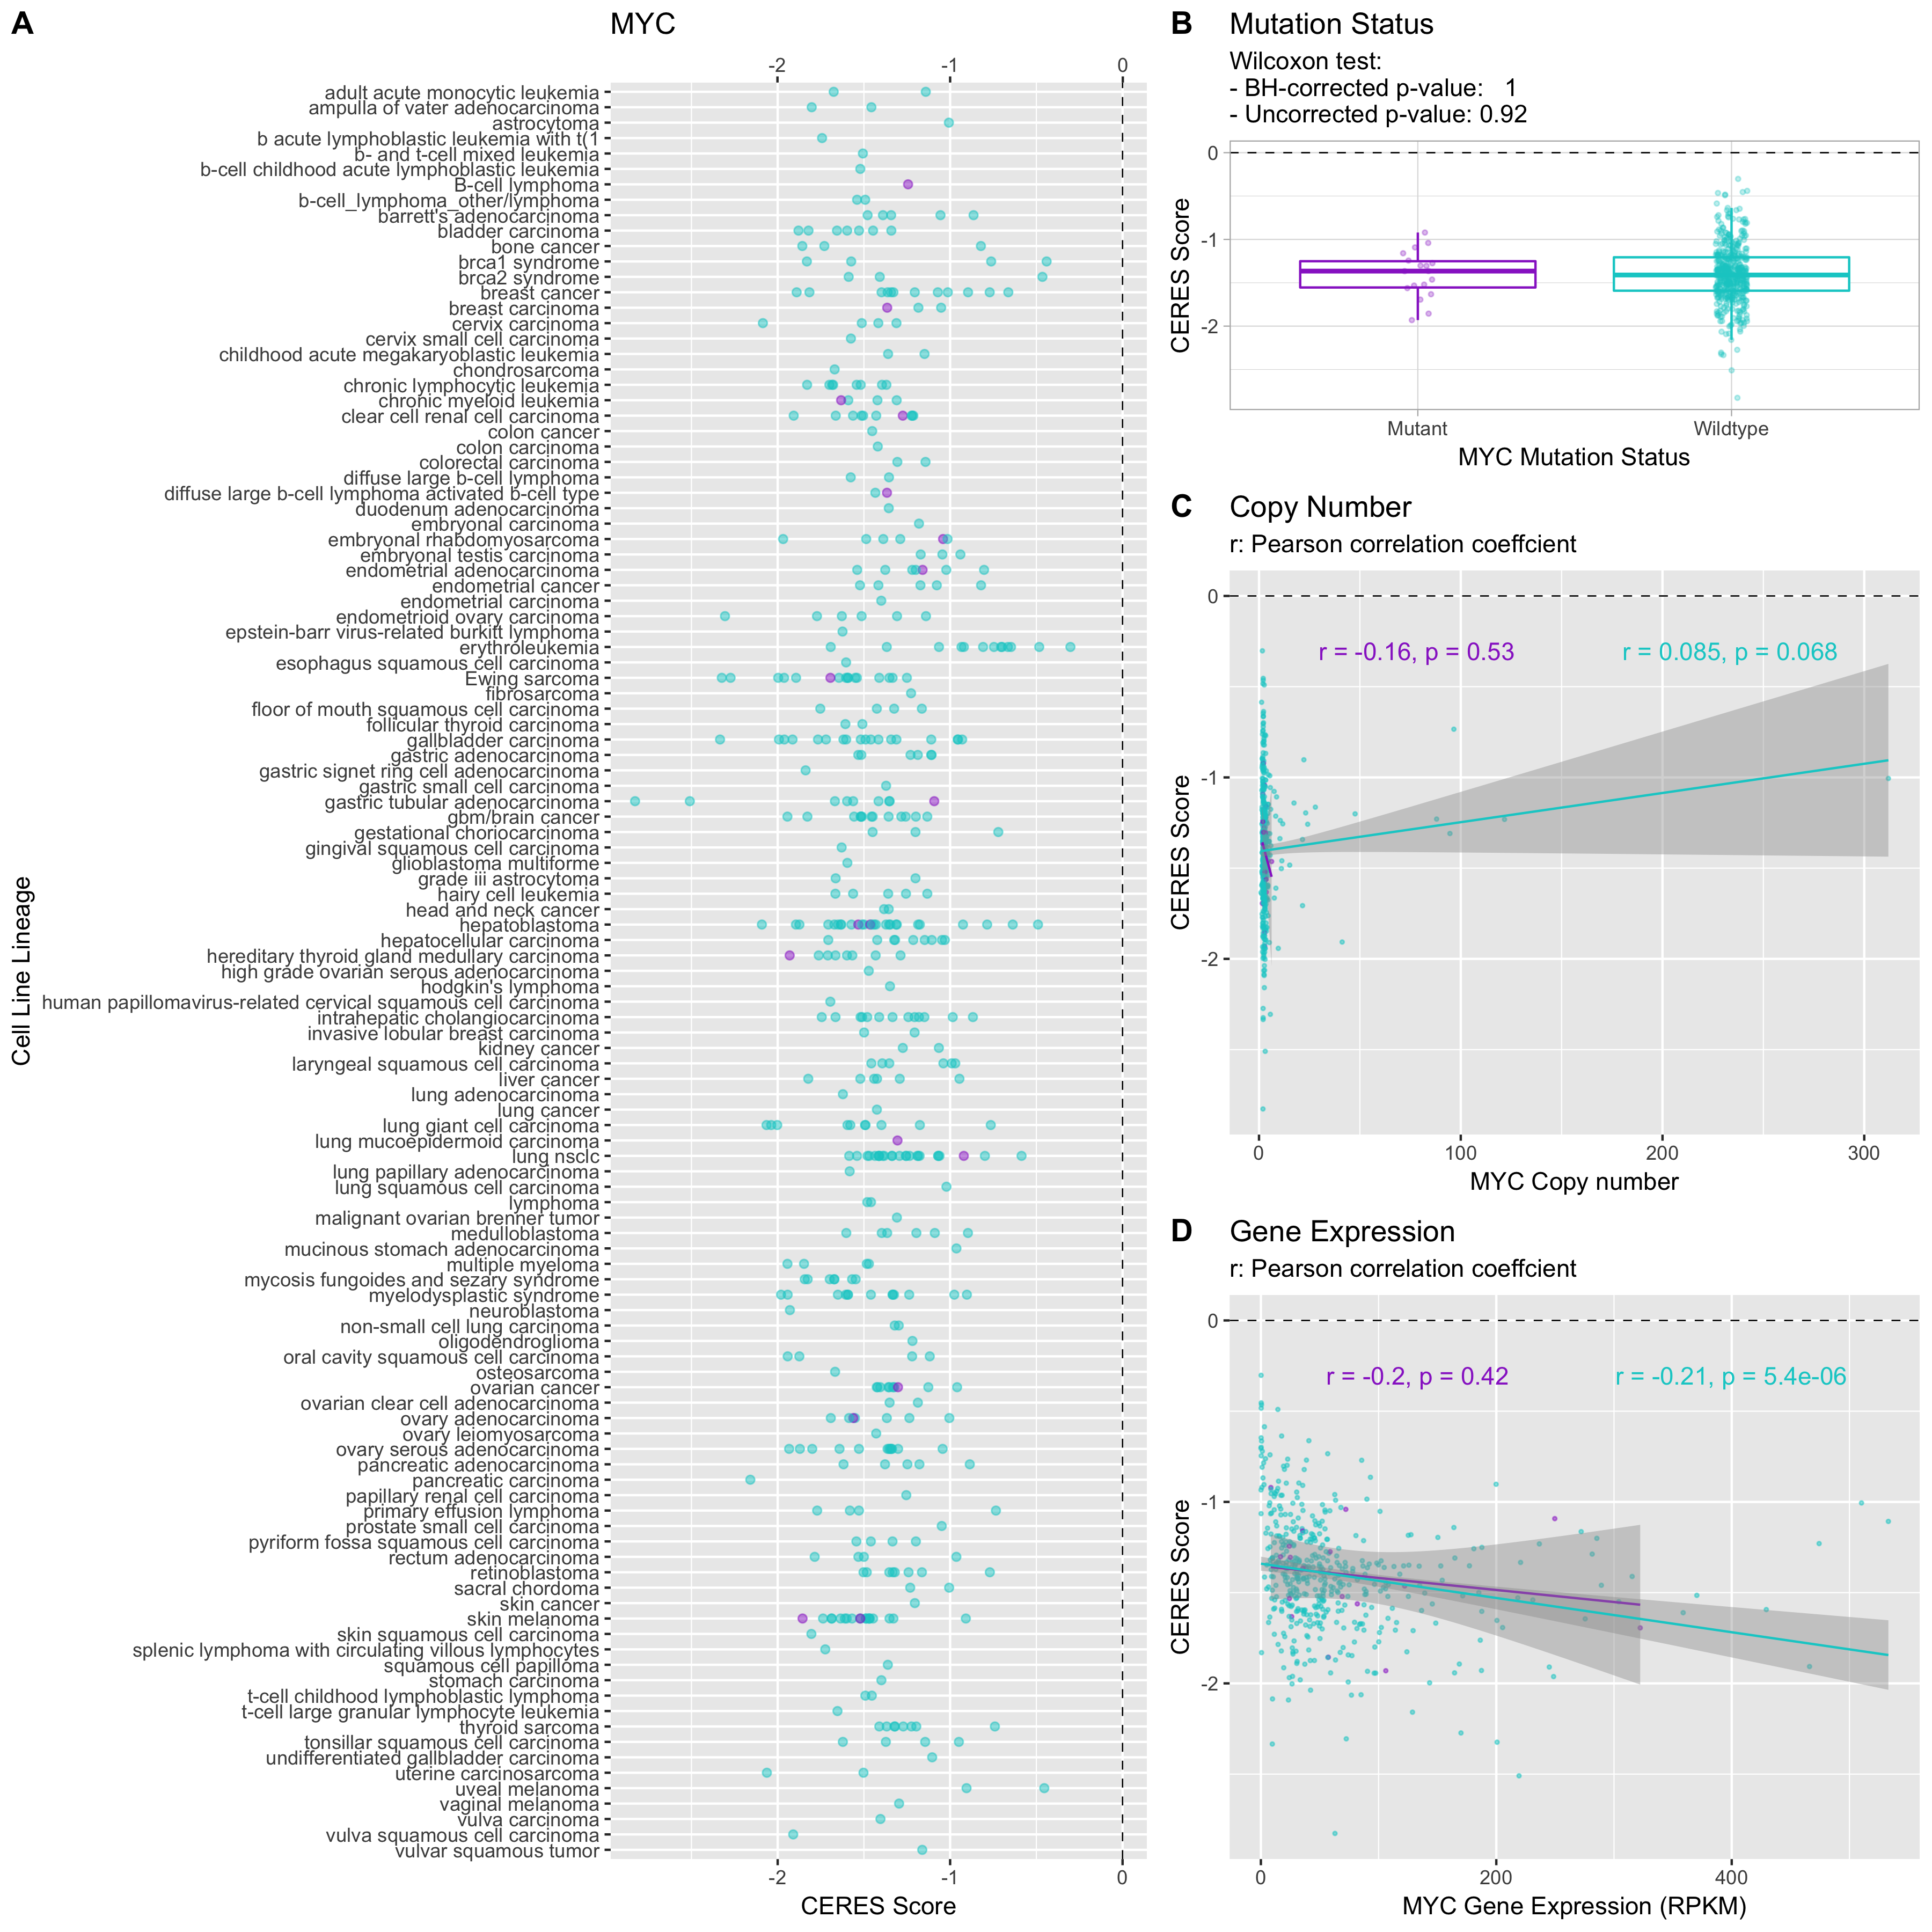 A
MYC
-2 -1 0
adult acute monocytic leukemia
ampulla of vater adenocarcinoma
astrocytoma
b acute lymphoblastic leukemia with t(1
b- and t-cell mixed leukemia
b-cell childhood acute lymphoblastic leukemia
B-cell lymphoma
b-cell_lymphoma_other/lymphoma
barrett's adenocarcinoma
bladder carcinoma
bone cancer
brca1 syndrome
brca2 syndrome
breast cancer
breast carcinoma
cervix carcinoma
cervix small cell carcinoma
childhood acute megakaryoblastic leukemia
chondrosarcoma
chronic lymphocytic leukemia
chronic myeloid leukemia
clear cell renal cell carcinoma
colon cancer
colon carcinoma
colorectal carcinoma
diffuse large b-cell lymphoma
diffuse large b-cell lymphoma activated b-cell type
duodenum adenocarcinoma
embryonal carcinoma
embryonal rhabdomyosarcoma
embryonal testis carcinoma
endometrial adenocarcinoma
endometrial cancer
endometrial carcinoma
endometrioid ovary carcinoma
epstein-barr virus-related burkitt lymphoma
erythroleukemia
esophagus squamous cell carcinoma
Ewing sarcoma
fibrosarcoma
floor of mouth squamous cell carcinoma
follicular thyroid carcinoma
gallbladder carcinoma
gastric adenocarcinoma
gastric signet ring cell adenocarcinoma
gastric small cell carcinoma
gastric tubular adenocarcinoma
gbm/brain cancer
gestational choriocarcinoma
gingival squamous cell carcinoma
glioblastoma multiforme
grade iii astrocytoma
hairy cell leukemia
head and neck cancer
hepatoblastoma
hepatocellular carcinoma
hereditary thyroid gland medullary carcinoma
high grade ovarian serous adenocarcinoma
hodgkin's lymphoma
human papillomavirus-related cervical squamous cell carcinoma
intrahepatic cholangiocarcinoma
invasive lobular breast carcinoma
kidney cancer
laryngeal squamous cell carcinoma
liver cancer
lung adenocarcinoma
lung cancer
lung giant cell carcinoma
lung mucoepidermoid carcinoma
lung nsclc
lung papillary adenocarcinoma
lung squamous cell carcinoma
lymphoma
malignant ovarian brenner tumor
medulloblastoma
mucinous stomach adenocarcinoma
multiple myeloma
mycosis fungoides and sezary syndrome
myelodysplastic syndrome
neuroblastoma
non-small cell lung carcinoma
oligodendroglioma
oral cavity squamous cell carcinoma
osteosarcoma
ovarian cancer
ovarian clear cell adenocarcinoma
ovary adenocarcinoma
ovary leiomyosarcoma
ovary serous adenocarcinoma
pancreatic adenocarcinoma
pancreatic carcinoma
papillary renal cell carcinoma
primary effusion lymphoma
prostate small cell carcinoma
pyriform fossa squamous cell carcinoma
rectum adenocarcinoma
retinoblastoma
sacral chordoma
skin cancer
skin melanoma
skin squamous cell carcinoma
splenic lymphoma with circulating villous lymphocytes
squamous cell papilloma
stomach carcinoma
t-cell childhood lymphoblastic lymphoma
t-cell large granular lymphocyte leukemia
thyroid sarcoma
tonsillar squamous cell carcinoma
undifferentiated gallbladder carcinoma
uterine carcinosarcoma
uveal melanoma
vaginal melanoma
vulva carcinoma
vulva squamous cell carcinoma
vulvar squamous tumor
-2 -1 0
CERES Score
Cell Line Lineage
B
Mutation Status
Wilcoxon test:
- BH-corrected p-value: 1
- Uncorrected p-value: 0.92
0
-1
-2
CERES Score
Mutant Wildtype
MYC Mutation Status
C
Copy Number
r: Pearson correlation coeffcient
r = -0.16, p = 0.53
r = 0.085, p = 0.068
0
-1
-2
CERES Score
0 100 200 300
MYC Copy number
D
Gene Expression
r: Pearson correlation coeffcient
r = -0.2, p = 0.42
r = -0.21, p = 5.4e-06
0
-1
-2
CERES Score
0 200 400
MYC Gene Expression (RPKM)